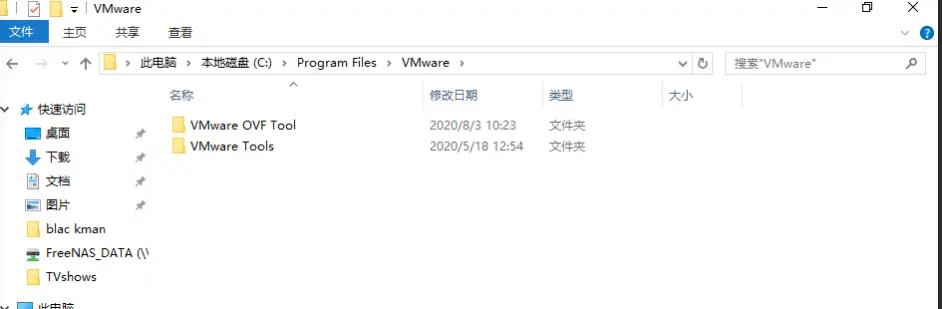 VMware
文件 主页 共享 查看
此电脑 本地磁盘 (C:) Program Files VMware 搜索"VMware"
名称 修改日期 类型 大小
快速访问
桌面
下载
文档
图片
blac kman
FreeNAS_DATA (\\
TVshows
此电脑
VMware OVF Tool 2020/8/3 10:23 文件夹
VMware Tools 2020/5/18 12:54 文件夹